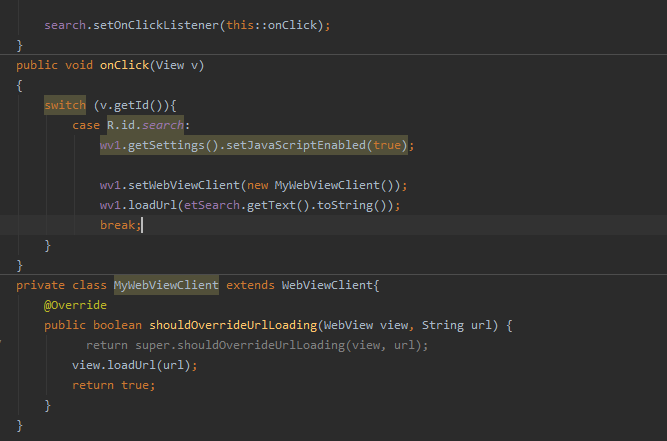 search.setOnClickListener(this::onClick);
}
public void onClick(View v)
{
switch (v.getId()){
case R.id.search:
wv1.getSettings().setJavaScriptEnabled(true);
wv1.setWebViewClient(new MyWebViewClient());
wv1.loadUrl(etSearch.getText().toString());
break;
}
}
private class MyWebViewClient extends WebViewClient{
@Override
public boolean shouldOverrideUrlLoading(WebView view, String url) {
return super.shouldOverrideUrlLoading(view, url);
view.loadUrl(url);
return true;
}
}